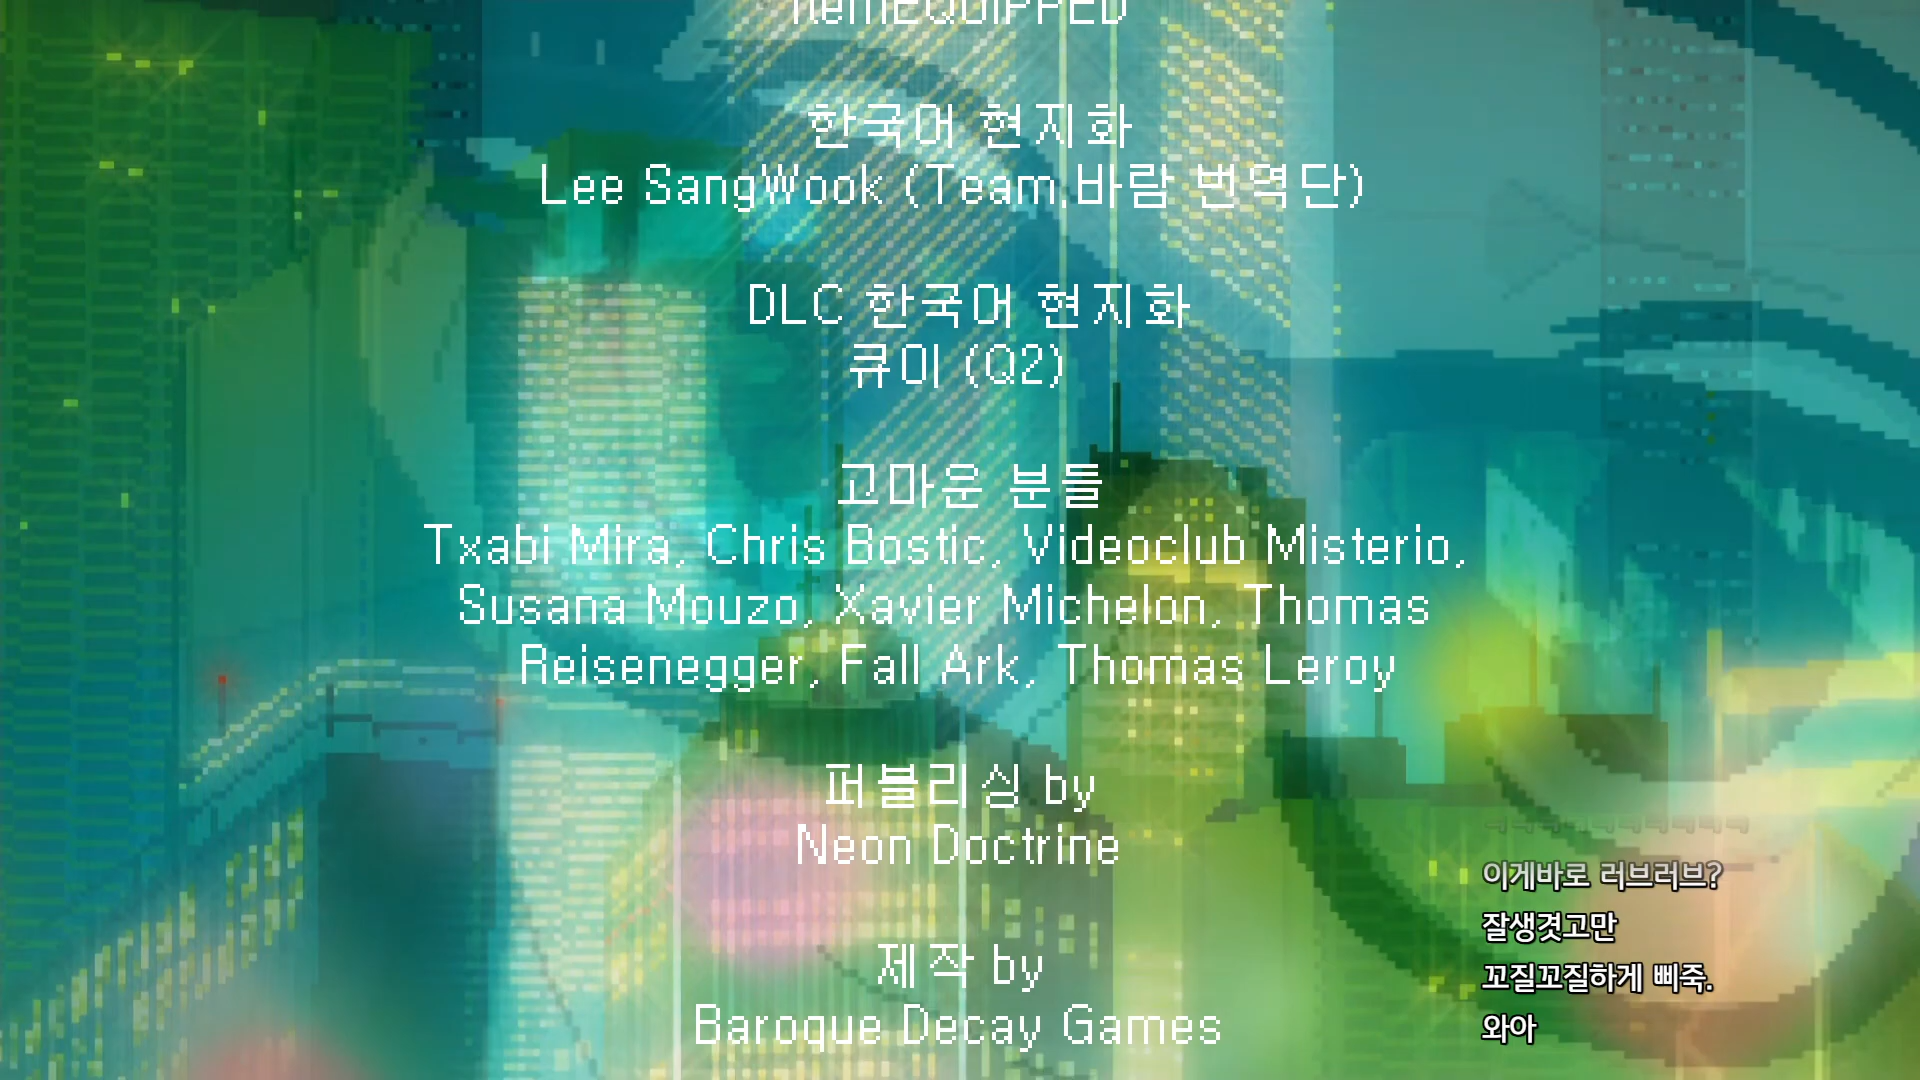 ItemEQUIPPED
한국어 현지화
Lee SangWook (Team.바람 번역단)
DLC 한국어 현지화
큐이 (Q2)
고마운 분들
Txabi Mira, Chris Bostic, Videoclub Misterio,
Susana Mouzo, Xavier Michelon, Thomas
Reisenegger, Fall Ark, Thomas Leroy
퍼블리싱 by
Neon Doctrine
제작 by
Baroque Decay Games
이게바로 러브러브?
잘생겻고만
꼬질꼬질하게 삐죽.
와아